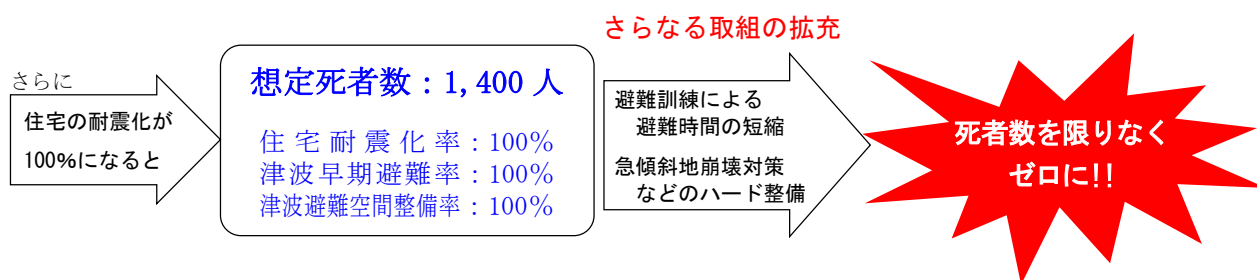 さらに
住宅の耐震化が
100%になると
想定死者数：1,400 人
住宅耐震化率：100%
津波早期避難率：100%
津波避難空間整備率：100%
さらなる取組の拡充
避難訓練による
避難時間の短縮
急傾斜地崩壊対策
などのハード整備
死者数を限りなく
ゼロに!!